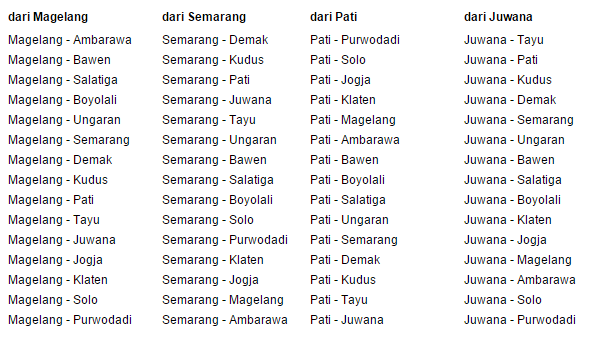 dari Magelang
Magelang - Ambarawa
Magelang - Bawen
Magelang - Salatiga
Magelang - Boyolali
Magelang - Ungaran
Magelang - Semarang
Magelang - Demak
Magelang - Kudus
Magelang - Pati
Magelang - Tayu
Magelang - Juwana
Magelang - Jogja
Magelang - Klaten
Magelang - Solo
Magelang - Purwodadi
dari Semarang
Semarang - Demak
Semarang - Kudus
Semarang - Pati
Semarang - Juwana
Semarang - Tayu
Semarang - Ungaran
Semarang - Bawen
Semarang - Salatiga
Semarang - Boyolali
Semarang - Solo
Semarang - Purwodadi
Semarang - Klaten
Semarang - Jogja
Semarang - Magelang
Semarang - Ambarawa
dari Pati
Pati - Purwodadi
Pati - Solo
Pati - Jogja
Pati - Klaten
Pati - Magelang
Pati - Ambarawa
Pati - Bawen
Pati - Boyolali
Pati - Salatiga
Pati - Ungaran
Pati - Semarang
Pati - Demak
Pati - Kudus
Pati - Tayu
Pati - Juwana
dari Juwana
Juwana - Tayu
Juwana - Pati
Juwana - Kudus
Juwana - Demak
Juwana - Semarang
Juwana - Ungaran
Juwana - Bawen
Juwana - Salatiga
Juwana - Boyolali
Juwana - Klaten
Juwana - Jogja
Juwana - Magelang
Juwana - Ambarawa
Juwana - Solo
Juwana - Purwodadi